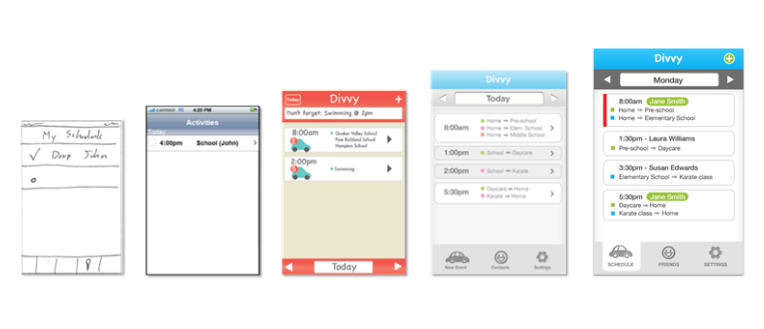 My Schedule
✓ Drop John
CARRIER 4:20 PM
Activities
Today
4:00pm School (John)
Today Divvy +
Don't forget: Swimming @ 2pm
8:00am
Quaker Valley School
Pine Richland School
Hampton School
2:00pm
Swimming
Today
Divvy
Today
8:00am
Home ⇒ Pre-school
Home ⇒ Elem. School
Home ⇒ Middle School
1:00pm School ⇒ Daycare
2:00pm School ⇒ Karate
5:30pm
Daycare ⇒ Home
Karate ⇒ Home
New Event Contacts Settings
Divvy
Monday
8:00am Jane Smith
Home ⇒ Pre-school
Home ⇒ Elementary School
1:30pm - Laura Williams
Pre-school ⇒ Daycare
3:30pm - Susan Edwards
Elementary School ⇒ Karate class
5:30pm Jane Smith
Daycare ⇒ Home
Karate class ⇒ Home
SCHEDULE FRIENDS SETTINGS